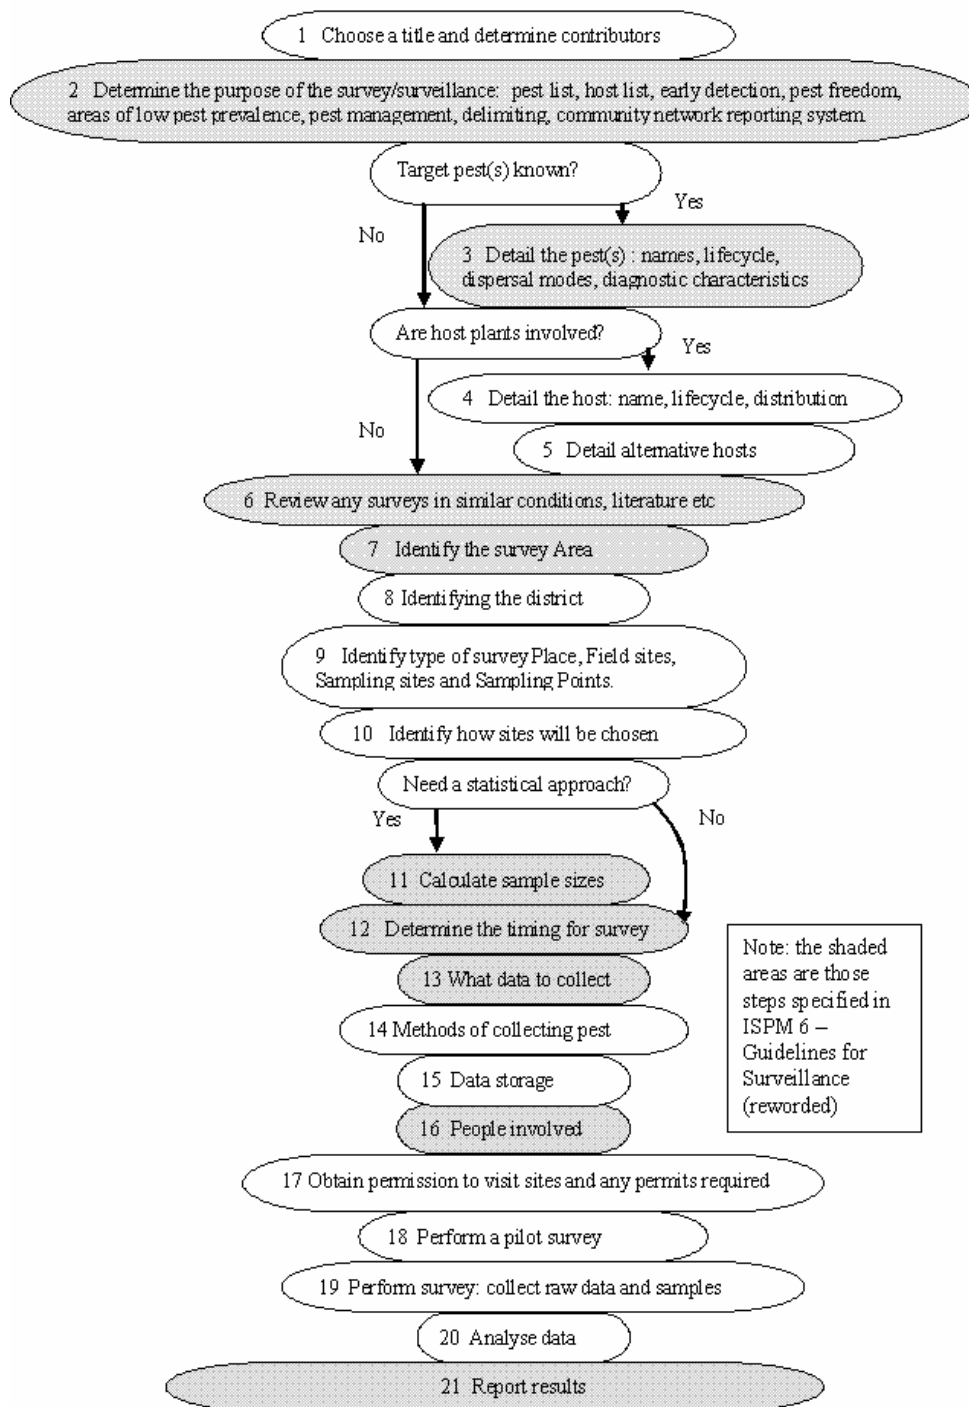 1 Choose a title and determine contributors
2 Determine the purpose of the survey/surveillance: pest list, host list, early detection, pest freedom,
areas of low pest prevalence, pest management, delimiting, community network reporting system
Target pest(s) known?
Yes
No
3 Detail the pest(s) : names, lifecycle,
dispersal modes, diagnostic characteristics
Are host plants involved?
Yes
4 Detail the host: name, lifecycle, distribution
No
5 Detail alternative hosts
6 Review any surveys in similar conditions, literature etc
7 Identify the survey Area
8 Identifying the district
9 Identify type of survey Place, Field sites,
Sampling sites and Sampling Points.
10 Identify how sites will be chosen
Need a statistical approach?
Yes
No
11 Calculate sample sizes
12 Determine the timing for survey
13 What data to collect
14 Methods of collecting pest
15 Data storage
16 People involved
Note: the shaded
areas are those
steps specified in
ISPM 6 –
Guidelines for
Surveillance
(reworded)
17 Obtain permission to visit sites and any permits required
18 Perform a pilot survey
19 Perform survey: collect raw data and samples
20 Analyse data
21 Report results